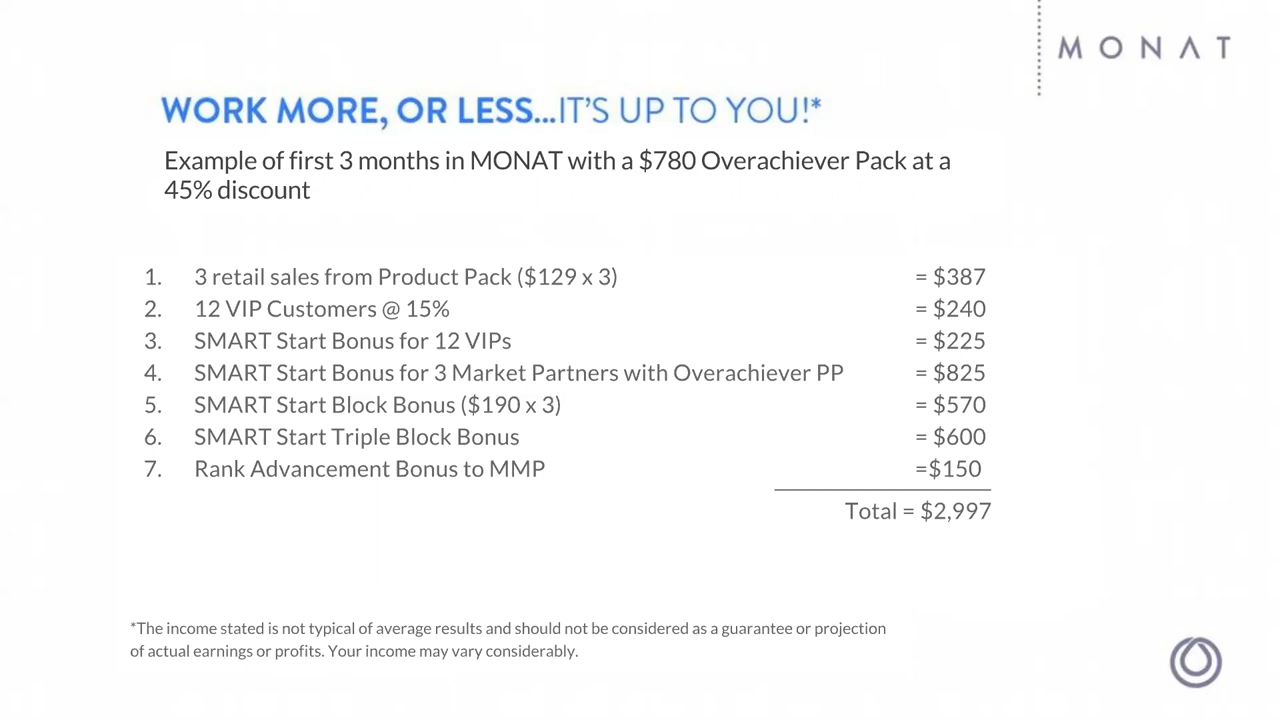 MONAT
WORK MORE, OR LESS...IT'S UP TO YOU!*
Example of first 3 months in MONAT with a $780 Overachiever Pack at a
45% discount
1. 3 retail sales from Product Pack ($129 x 3) = $387
2. 12 VIP Customers @ 15% = $240
3. SMART Start Bonus for 12 VIPs = $225
4. SMART Start Bonus for 3 Market Partners with Overachiever PP = $825
5. SMART Start Block Bonus ($190 x 3) = $570
6. SMART Start Triple Block Bonus = $600
7. Rank Advancement Bonus to MMP =$150
Total = $2,997
*The income stated is not typical of average results and should not be considered as a guarantee or projection
of actual earnings or profits. Your income may vary considerably.